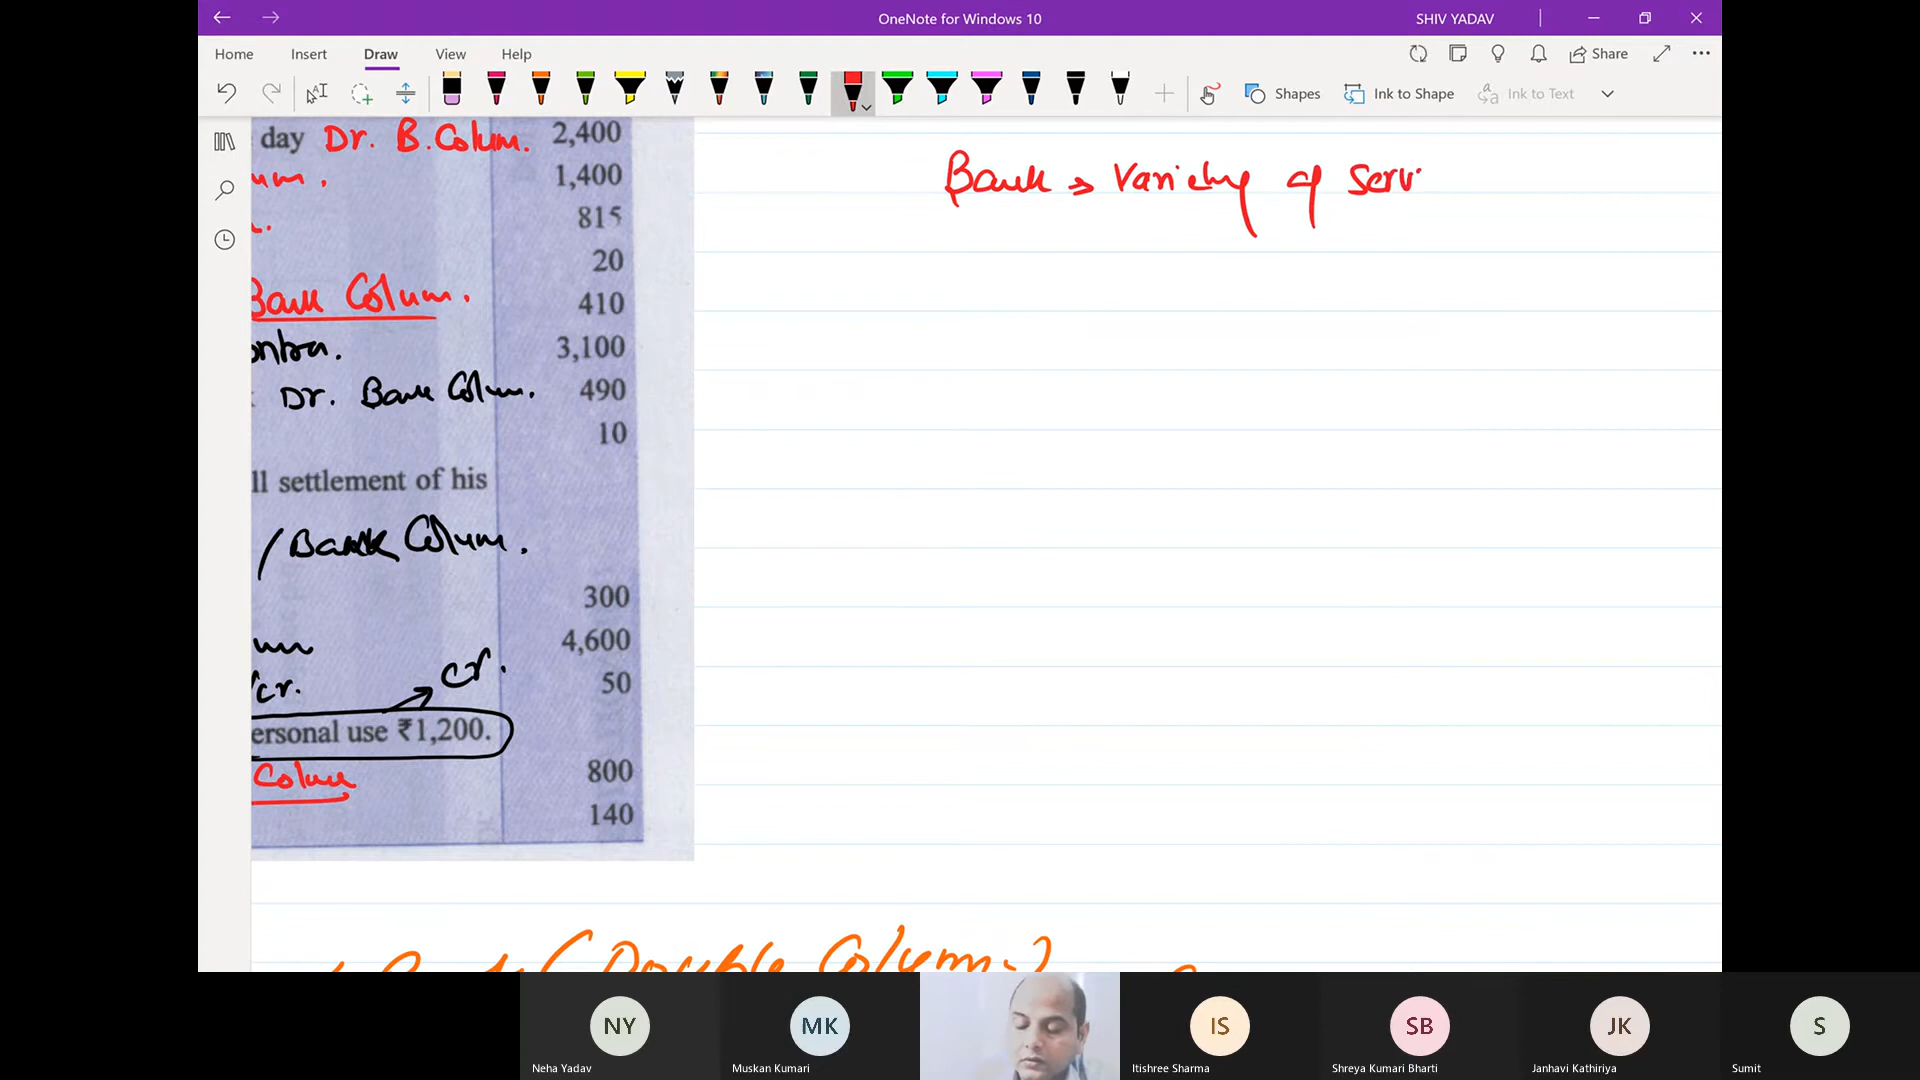 OneNote for Windows 10
SHIV YADAV
Home Insert Draw View Help
Share
Shapes Ink to Shape Ink to Text
day Dr. B.Colum. 2,400
um. 1,400
815
20
Bank Colum. 410
ontra. 3,100
Dr. Bank Colum. 490
10
ll settlement of his
/Bank Colum.
300
4,600
cr.
/cr. 50
ersonal use ₹1,200.
Colum 800
140
Bank → Variety of serv
(Double Column.)
NY MK IS SB JK S
Neha Yadav Muskan Kumari Itishree Sharma Shreya Kumari Bharti Janhavi Kathiriya Sumit